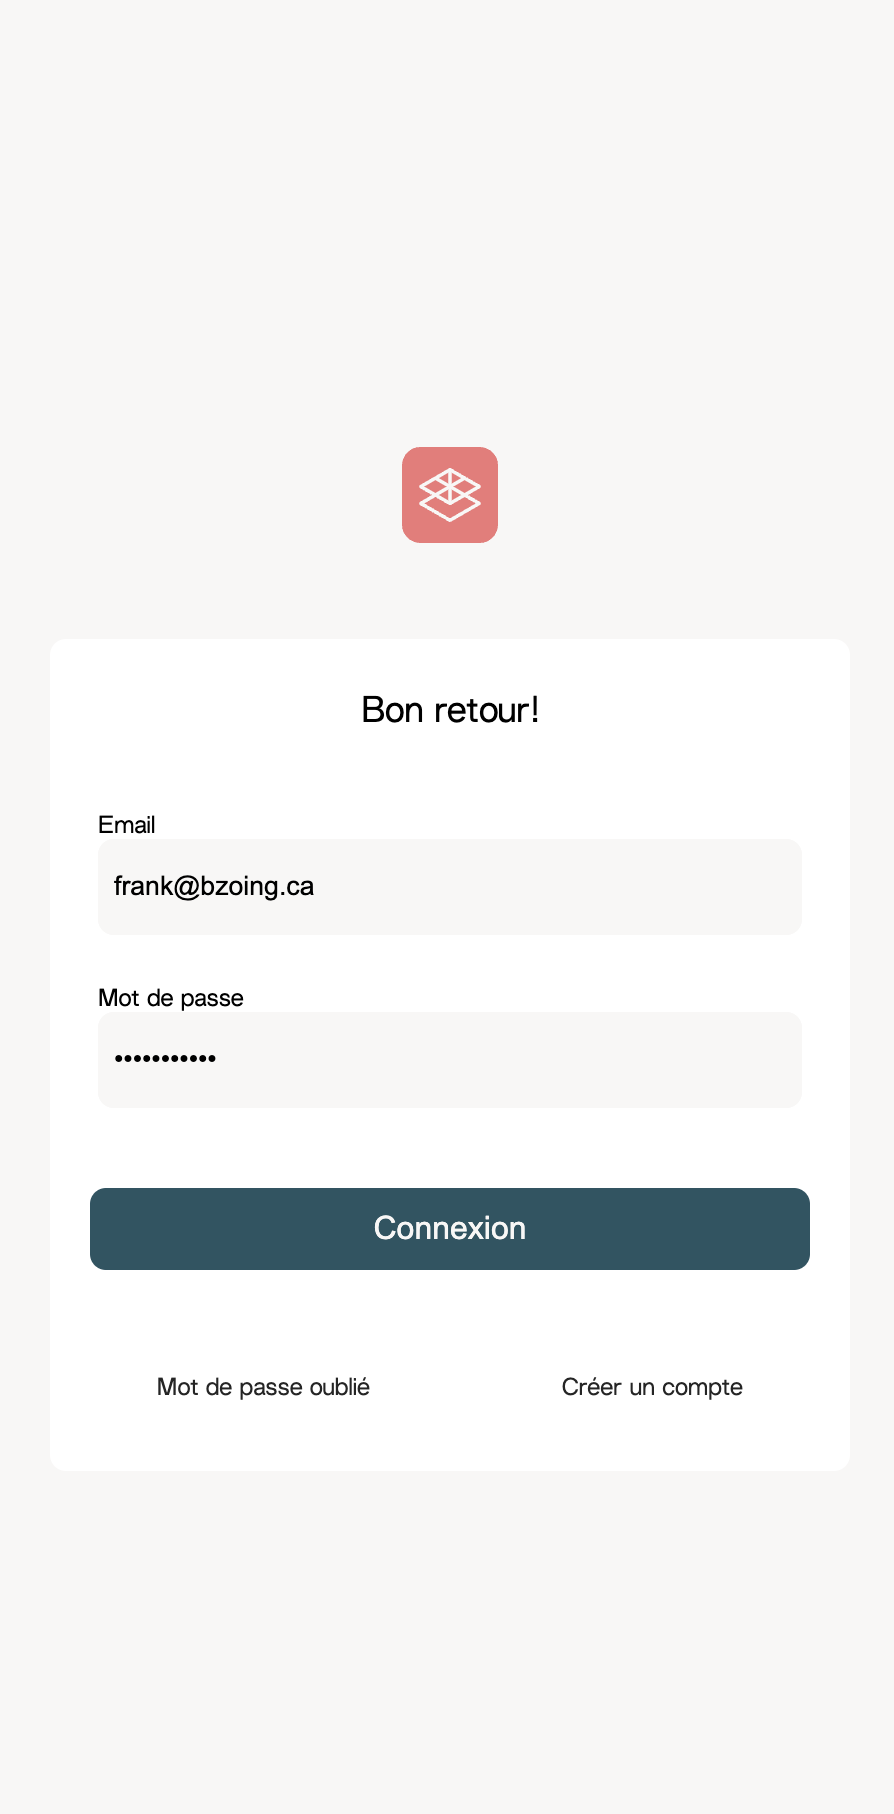 Bon retour!
Email
frank@bzoing.ca
Mot de passe
•••••••••••
Connexion
Mot de passe oublié
Créer un compte